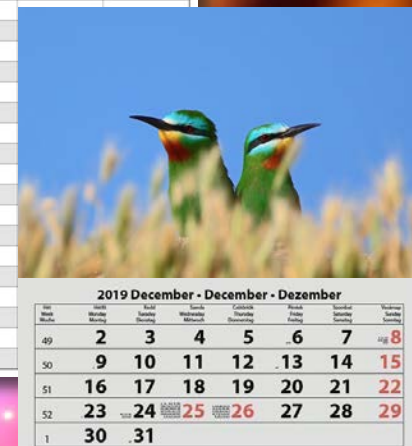 2019 December • December • Dezember
Hét Hétfő Kedd Szerda Csütörtök Péntek Szombat Vasárnap
Week Monday Tuesday Wednesday Thursday Friday Saturday Sunday
Woche Montag Dienstag Mittwoch Donnerstag Freitag Samstag Sonntag
49 2 3 4 5 6 7 8
50 9 10 11 12 13 14 15
51 16 17 18 19 20 21 22
52 23 24 25 26 27 28 29
1 30 31